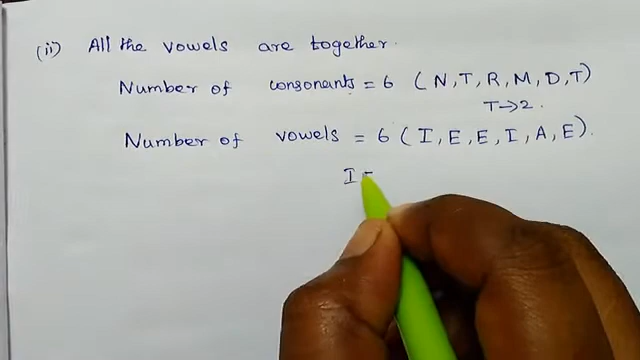 (ii) All the vowels are together.
Number of consonants = 6 (N, T, R, M, D, T)
T→2.
Number of vowels = 6 (I, E, E, I, A, E).
I -